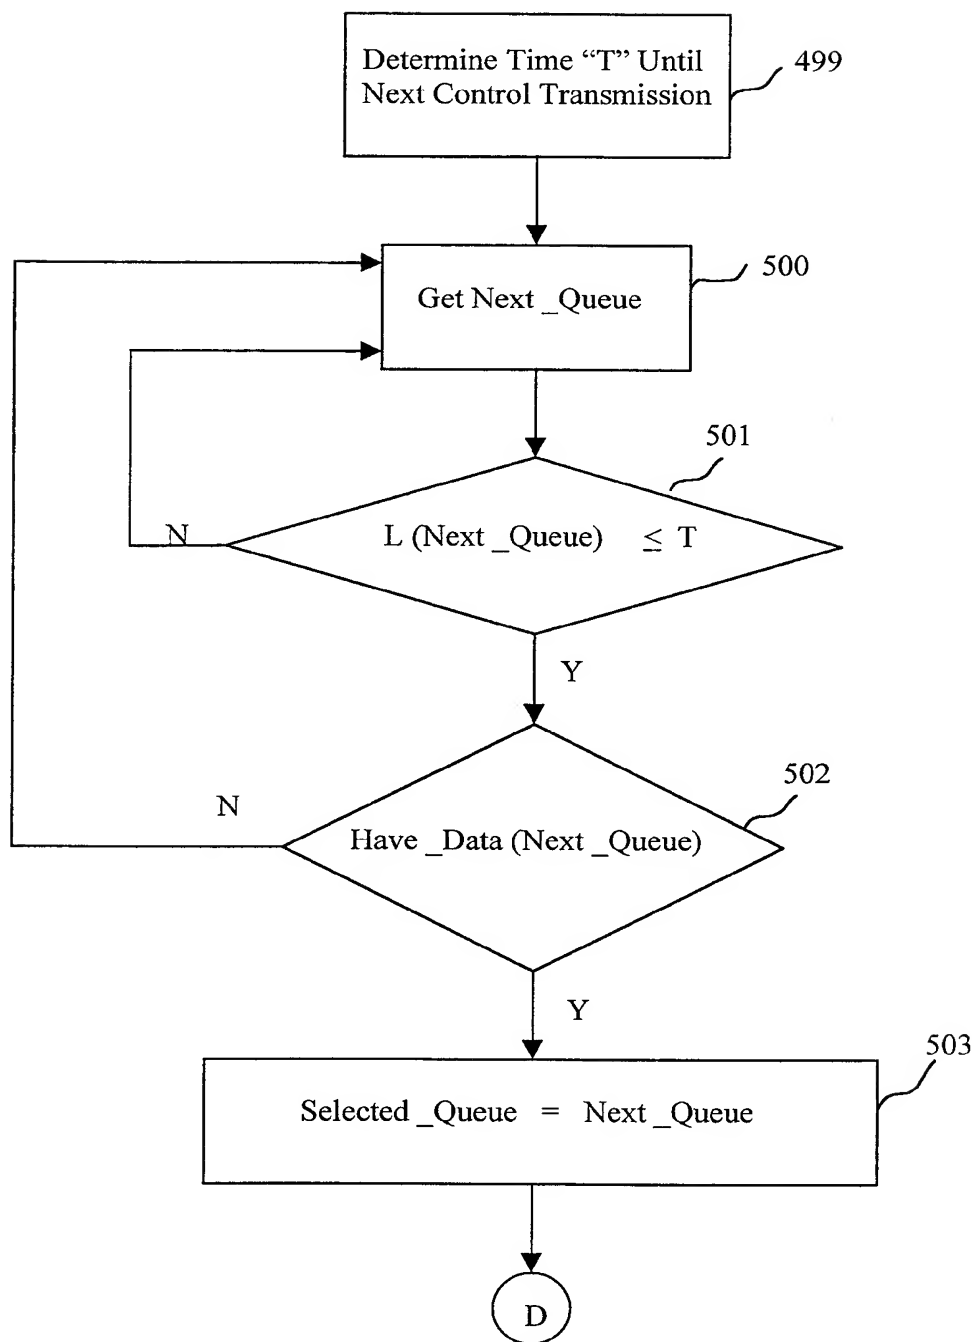 Determine Time “T” Until
Next Control Transmission
499
Get Next _Queue
500
501
L (Next _Queue) ≤ T
N
Y
502
N
Have _Data (Next _Queue)
Y
503
Selected _Queue = Next _Queue
D